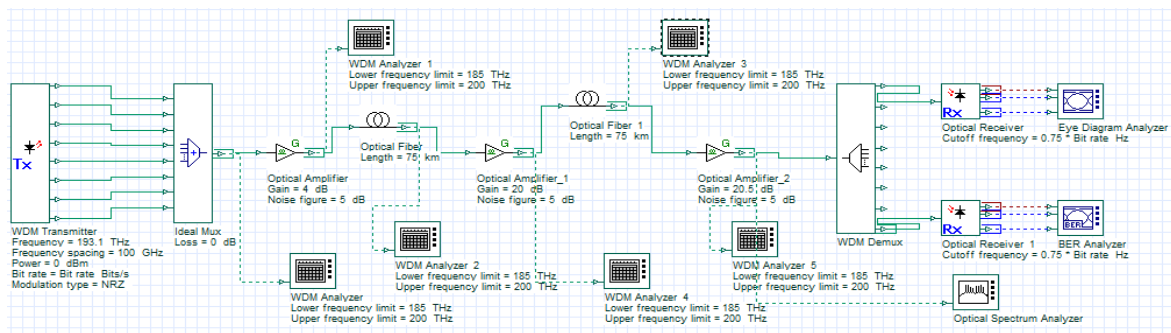 WDM Analyzer 1
Lower frequency limit = 185 THz
Upper frequency limit = 200 THz
WDM Analyzer 3
Lower frequency limit = 185 THz
Upper frequency limit = 200 THz
Tx
WDM Transmitter
Frequency = 193.1 THz
Frequency spacing = 100 GHz
Power = 0 dBm
Bit rate = Bit rate Bits/s
Modulation type = NRZ
Ideal Mux
Loss = 0 dB
G
Optical Amplifier
Gain = 4 dB
Noise figure = 5 dB
Optical Fiber
Length = 75 km
G
Optical Amplifier_1
Gain = 20 dB
Noise figure = 5 dB
Optical Fiber 1
Length = 75 km
G
Optical Amplifier_2
Gain = 20.5 dB
Noise figure = 5 dB
WDM Demux
Rx
Optical Receiver
Cutoff frequency = 0.75 * Bit rate Hz
Eye Diagram Analyzer
Rx
Optical Receiver 1
Cutoff frequency = 0.75 * Bit rate Hz
BER
BER Analyzer
WDM Analyzer
Lower frequency limit = 185 THz
Upper frequency limit = 200 THz
WDM Analyzer 2
Lower frequency limit = 185 THz
Upper frequency limit = 200 THz
WDM Analyzer 4
Lower frequency limit = 185 THz
Upper frequency limit = 200 THz
WDM Analyzer 5
Lower frequency limit = 185 THz
Upper frequency limit = 200 THz
Optical Spectrum Analyzer